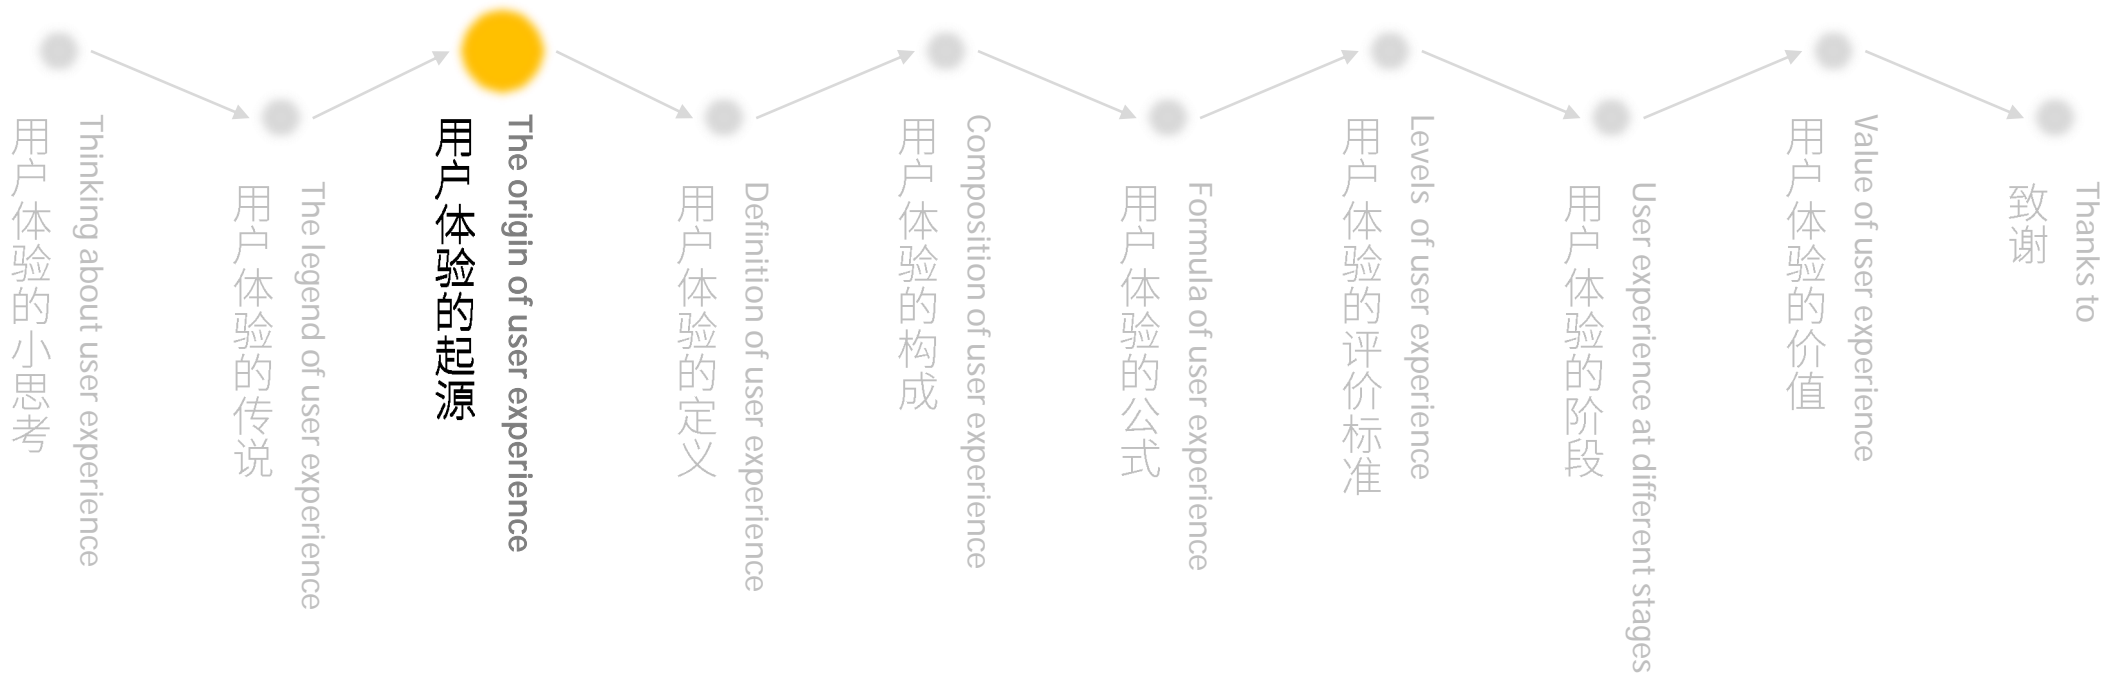 用户体验的小思考
Thinking about user experience
用户体验的传说
The legend of user experience
用户体验的起源
The origin of user experience
用户体验的定义
Definition of user experience
用户体验的构成
Composition of user experience
用户体验的公式
Formula of user experience
用户体验的评价标准
Levels of user experience
用户体验的阶段
User experience at different stages
用户体验的价值
Value of user experience
致谢
Thanks to